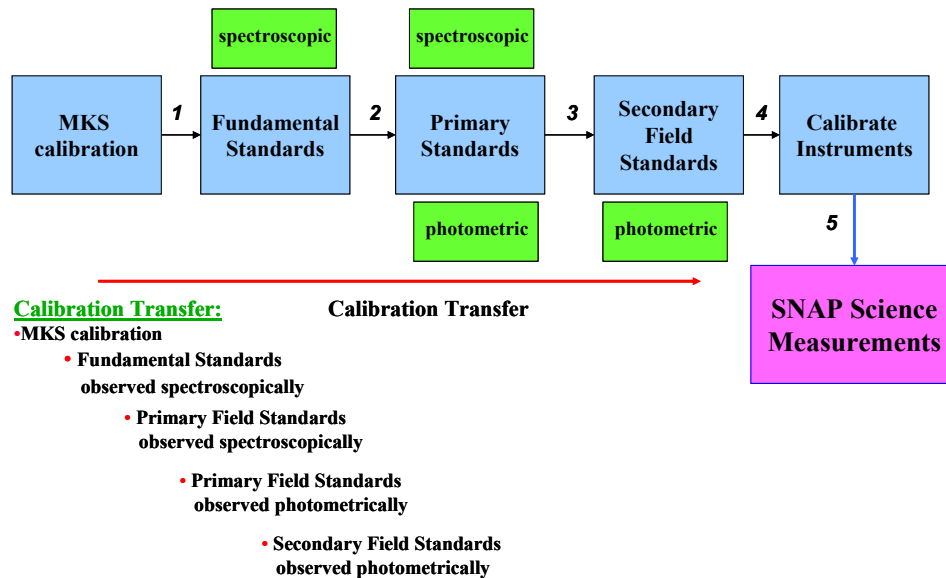 spectroscopic
spectroscopic
MKS
calibration
1
Fundamental
Standards
2
Primary
Standards
3
Secondary
Field
Standards
4
Calibrate
Instruments
photometric
photometric
5
Calibration Transfer:
Calibration Transfer
SNAP Science
Measurements
•MKS calibration
• Fundamental Standards
observed spectroscopically
• Primary Field Standards
observed spectroscopically
• Primary Field Standards
observed photometrically
• Secondary Field Standards
observed photometrically